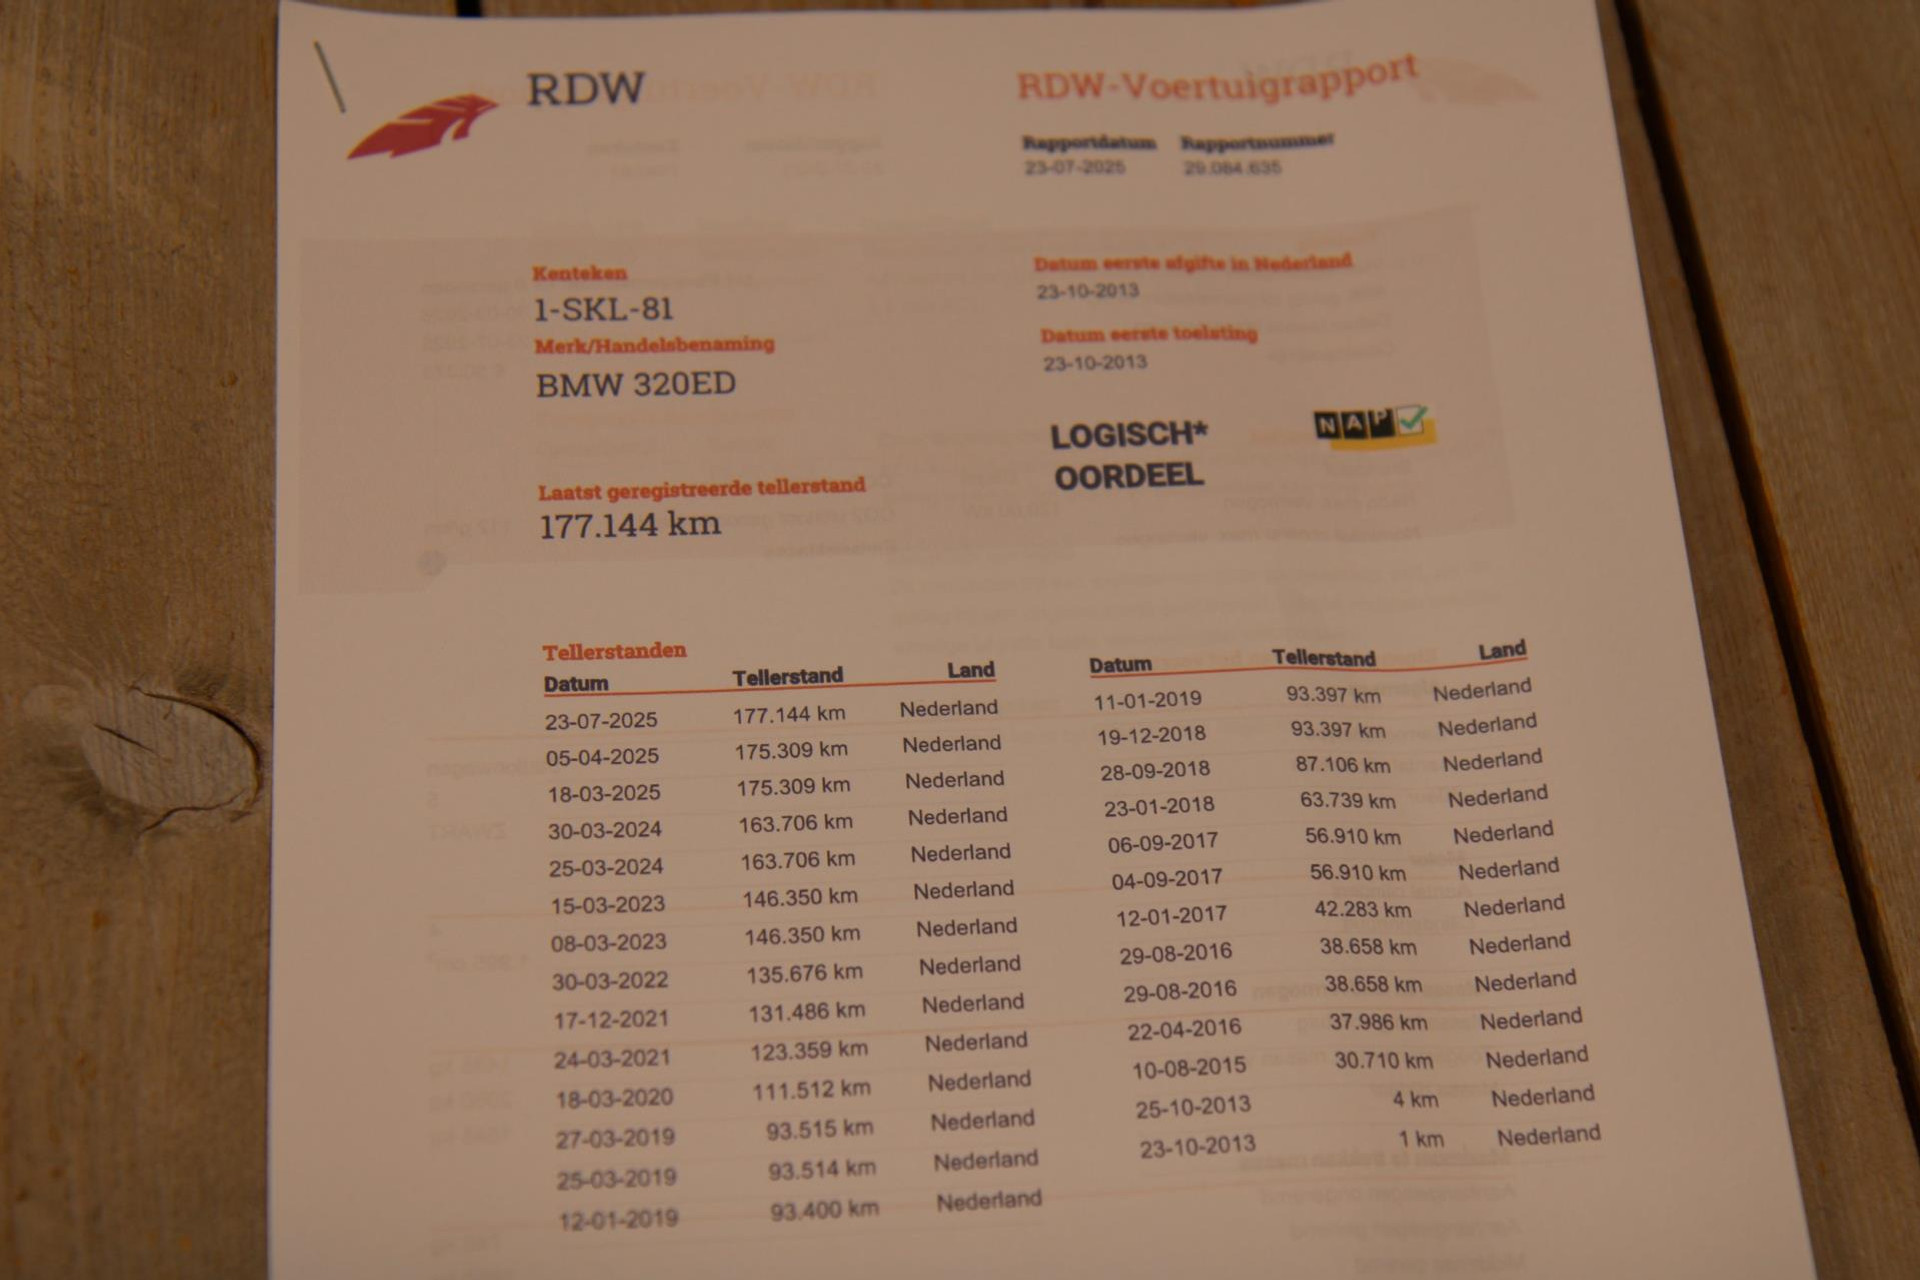 RDW
RDW-Voertuigrapport
Rapportdatum Rapportnummer
23-07-2025 29.084.635
Kenteken
1-SKL-81
Merk/Handelsbenaming
BMW 320ED
Laatst geregistreerde tellerstand
177.144 km
Datum eerste afgifte in Nederland
23-10-2013
Datum eerste toelating
23-10-2013
LOGISCH*
OORDEEL
NAP
Tellerstanden
Datum Tellerstand Land
23-07-2025 177.144 km Nederland
05-04-2025 175.309 km Nederland
18-03-2025 175.309 km Nederland
30-03-2024 163.706 km Nederland
25-03-2024 163.706 km Nederland
15-03-2023 146.350 km Nederland
08-03-2023 146.350 km Nederland
30-03-2022 135.676 km Nederland
17-12-2021 131.486 km Nederland
24-03-2021 123.359 km Nederland
18-03-2020 111.512 km Nederland
27-03-2019 93.515 km Nederland
25-03-2019 93.514 km Nederland
12-01-2019 93.400 km Nederland
Datum Tellerstand Land
11-01-2019 93.397 km Nederland
19-12-2018 93.397 km Nederland
28-09-2018 87.106 km Nederland
23-01-2018 63.739 km Nederland
06-09-2017 56.910 km Nederland
04-09-2017 56.910 km Nederland
12-01-2017 42.283 km Nederland
29-08-2016 38.658 km Nederland
29-08-2016 38.658 km Nederland
22-04-2016 37.986 km Nederland
10-08-2015 30.710 km Nederland
25-10-2013 4 km Nederland
23-10-2013 1 km Nederland